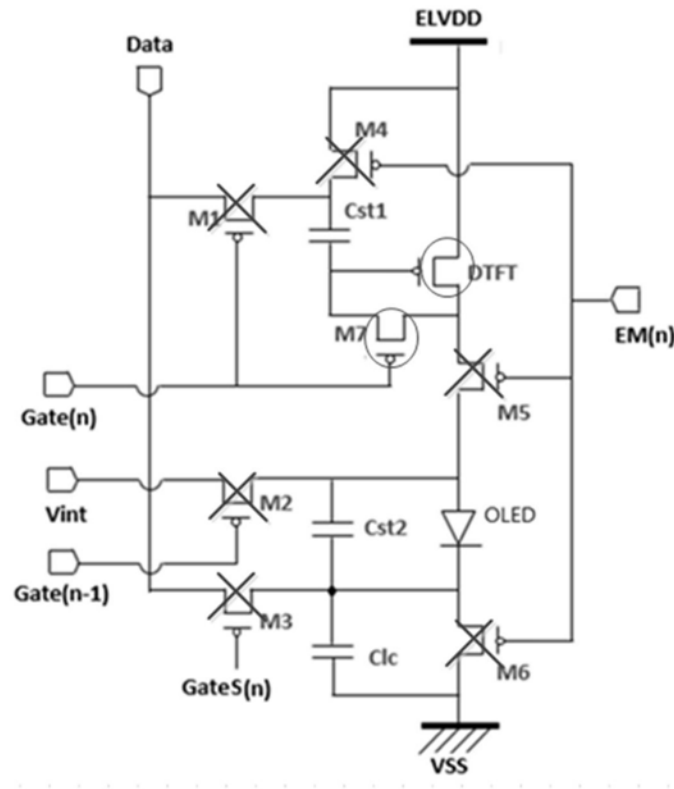 ELVDD
Data
M4
M1
Cst1
DTFT
M7
EM(n)
M5
Gate(n)
Vint
M2
Cst2
OLED
Gate(n-1)
M3
Clc
M6
GateS(n)
VSS